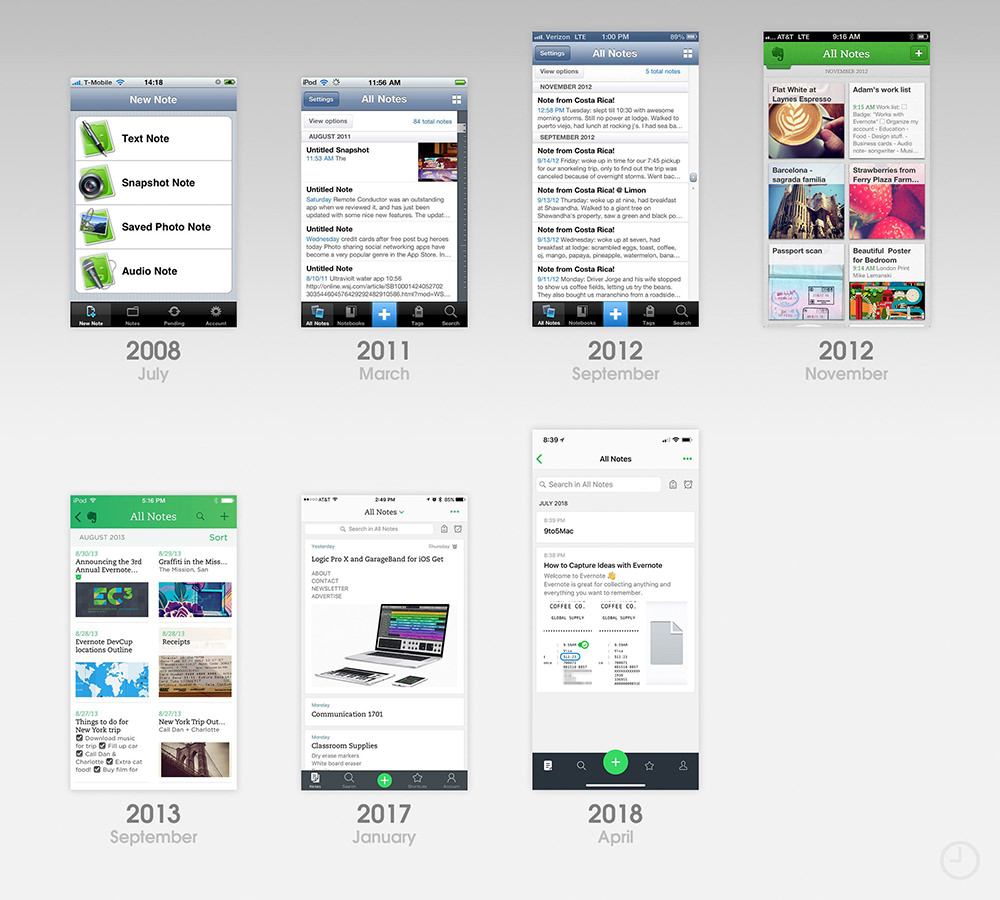 T-Mobile 14:18
New Note
Text Note
Snapshot Note
Saved Photo Note
Audio Note
New Note Notes Pending Account
2008
July
iPod 11:56 AM
Settings All Notes
View options 84 total notes
AUGUST 2011
Untitled Snapshot
11:53 AM The
Untitled Note
Saturday Remote Conductor was an outstanding
app when we reviewed it, and has just been
updated with some nice new features. The updat...
Untitled Note
Wednesday credit cards after free post bug heroes
today Photo sharing social networking apps have
become a very popular genre in the App Store. In...
Untitled Note
8/10/11 Ultraviolt water app 10:56
http://online.wsj.com/article/SB10001424052702
303544604576429292482910586.html?mod=WS...
All Notes Notebooks Tags Search
2011
March
Verizon LTE 1:00 PM 89%
Settings All Notes
View options 5 total notes
NOVEMBER 2012
Note from Costa Rica!
12:58 PM Tuesday: slept till 10:30 with awesome
morning storms. Still no power at lodge. Walked to
puerto viejo, had lunch at rocking j's. I had sea ba...
SEPTEMBER 2012
Note from Costa Rica!
9/14/12 Friday: woke up in time for our 7:45 pickup
for our snorkeling trip, only to find out the trip was
canceled because of overnight storms. Went bac...
Note from Costa Rica! @ Limon
9/13/12 Thursday: woke up at nine, had breakfast
at Shawandha. Walked to a giant tree on
Shawandha's property, saw a green and black po...
Note from Costa Rica!
9/13/12 Wednesday: woke up at seven, had
breakfast at lodge: scrambled eggs, toast, coffee,
oj, mango, papaya, pineapple, watermelon, bana...
Note from Costa Rica!
9/11/12 Monday: Driver Jorge and his wife stopped
to show us coffee fields, letting us try the beans.
They also bought us maranchino from a roadside...
All Notes Notebooks Tags Search
2012
September
AT&T LTE 9:16 AM
All Notes
NOVEMBER 2012
Flat White at
Laynes Espresso
Adam's work list
9:15 AM Work list:
Badge: "Works with
Evernote" Organize my
account - Education -
Food - Design stuff. -
Business cards. - Audio
note- songwriter - Musi...
Barcelona -
sagrada familia
Strawberries from
Ferry Plaza Farm...
Passport scan
Beautiful Poster
for Bedroom
9:14 AM London Print
Mike Lemanski
2012
November
iPod 5:16 PM
All Notes
AUGUST 2013 Sort
8/30/13
Announcing the 3rd
Annual Evernote...
EC3
8/29/13
Graffiti in the Miss...
The Mission, San
8/28/13
Evernote DevCup
locations Outline
8/28/13
Receipts
8/27/13
Things to do for
New York trip
Download music
for trip Fill up car
Call Dan &
Charlotte Extra cat
food! Buy film for
8/27/13
New York Trip Out...
Call Dan + Charlotte
2013
September
AT&T 2:49 PM 85%
All Notes
Search in All Notes
Yesterday Thursday
Logic Pro X and GarageBand for iOS Get
ABOUT
CONTACT
NEWSLETTER
ADVERTISE
Monday
Communication 1701
Monday
Classroom Supplies
Dry erase markers
White board eraser
Notes Search Shortcuts Account
2017
January
8:39
All Notes
Search in All Notes
JULY 2018
8:39 PM
9to5Mac
8:38 PM
How to Capture Ideas with Evernote
Welcome to Evernote 👋
Evernote is great for collecting anything and
everything you want to remember.
COFFEE CO. COFFEE CO.
GLOBAL SUPPLY GLOBAL SUPPLY
2018
April